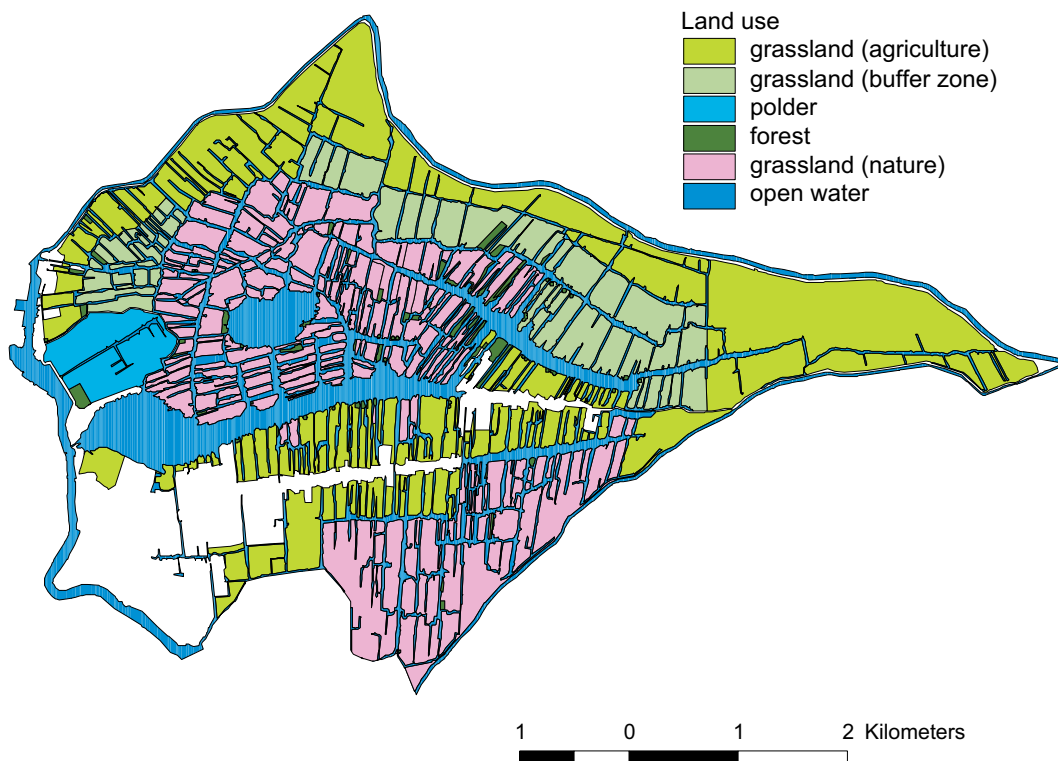 Land use
grassland (agriculture)
grassland (buffer zone)
polder
forest
grassland (nature)
open water
1 0 1 2 Kilometers